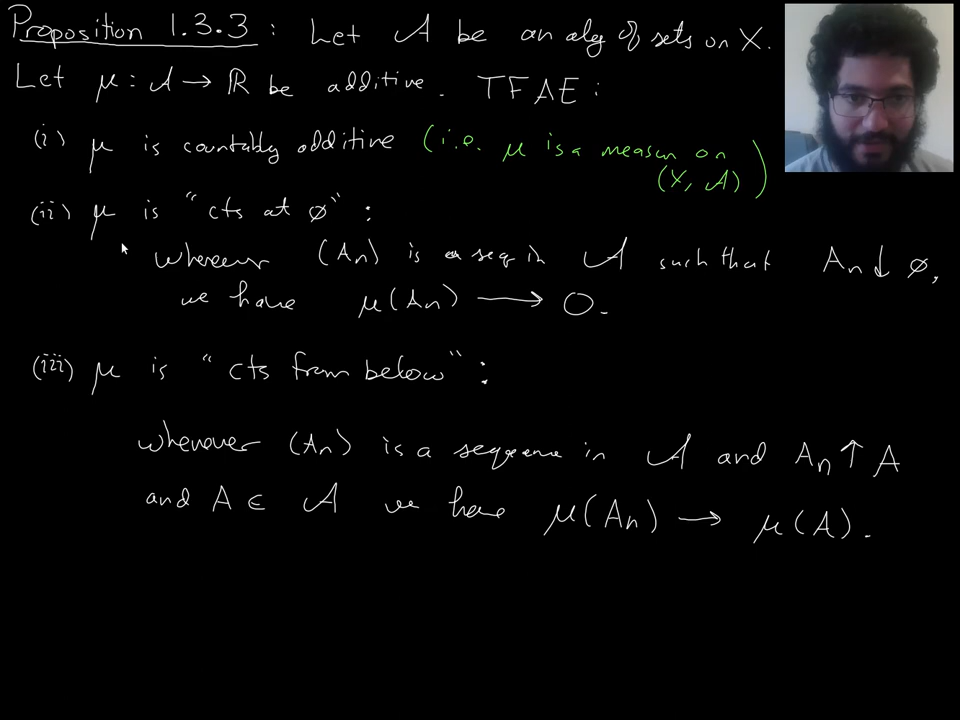 Proposition 1.3.3 : Let 𝒜 be an alg of sets on X.
Let μ : 𝒜 → ℝ be additive. TFAE :
(i) μ is countably additive (i.e. μ is a measure on
(X, 𝒜))
(ii) μ is "cts at ∅" :
whenever (An) is a seq in 𝒜 such that An ↓ ∅,
we have μ(An) → 0.
(iii) μ is "cts from below" :
whenever (An) is a sequence in 𝒜 and An ↑ A
and A ∈ 𝒜 we have μ(An) → μ(A).